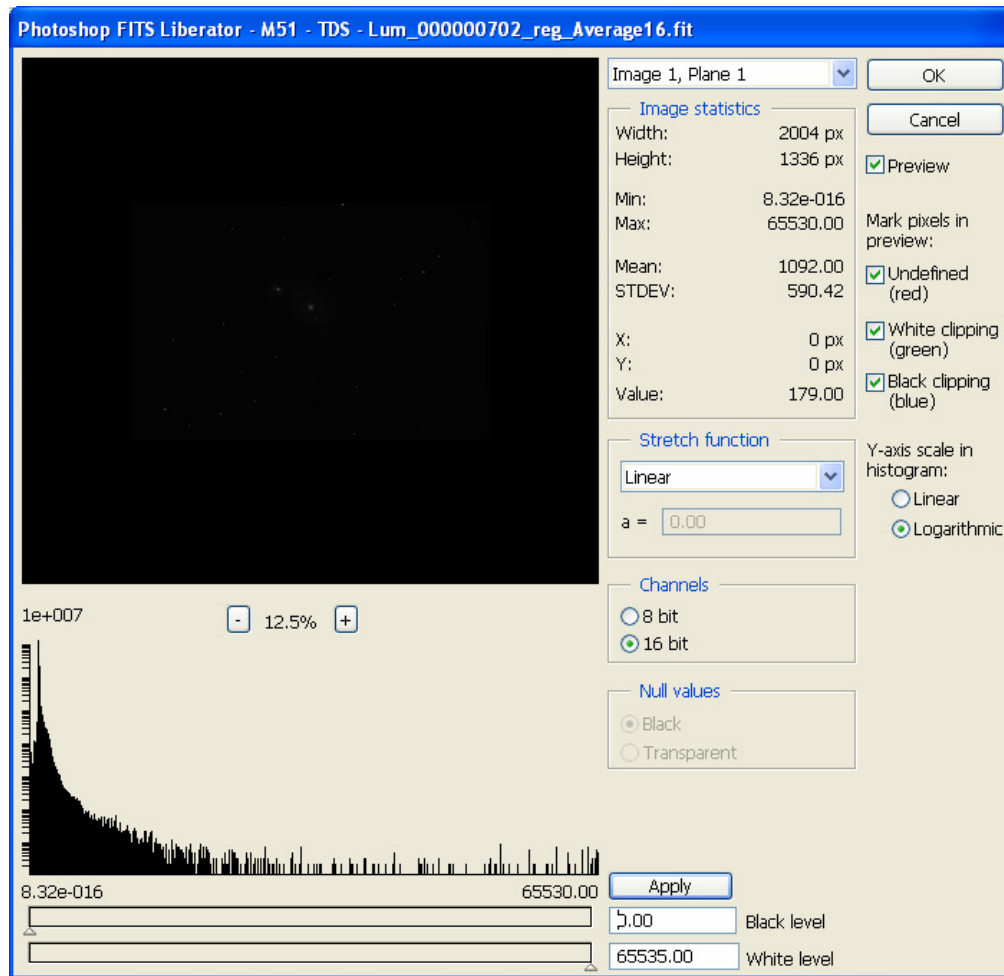 Photoshop FITS Liberator - M51 - TDS - Lum_000000702_reg_Average16.fit
Image 1, Plane 1
OK
Cancel
Image statistics
Width: 2004 px
Height: 1336 px
Min: 8.32e-016
Max: 65530.00
Mean: 1092.00
STDEV: 590.42
X: 0 px
Y: 0 px
Value: 179.00
Preview
Mark pixels in
preview:
Undefined
(red)
White clipping
(green)
Black clipping
(blue)
Stretch function
Linear
a = 0.00
Y-axis scale in
histogram:
Linear
Logarithmic
Channels
8 bit
16 bit
Null values
Black
Transparent
1e+007
- 12.5% +
8.32e-016 65530.00
Apply
0.00 Black level
65535.00 White level